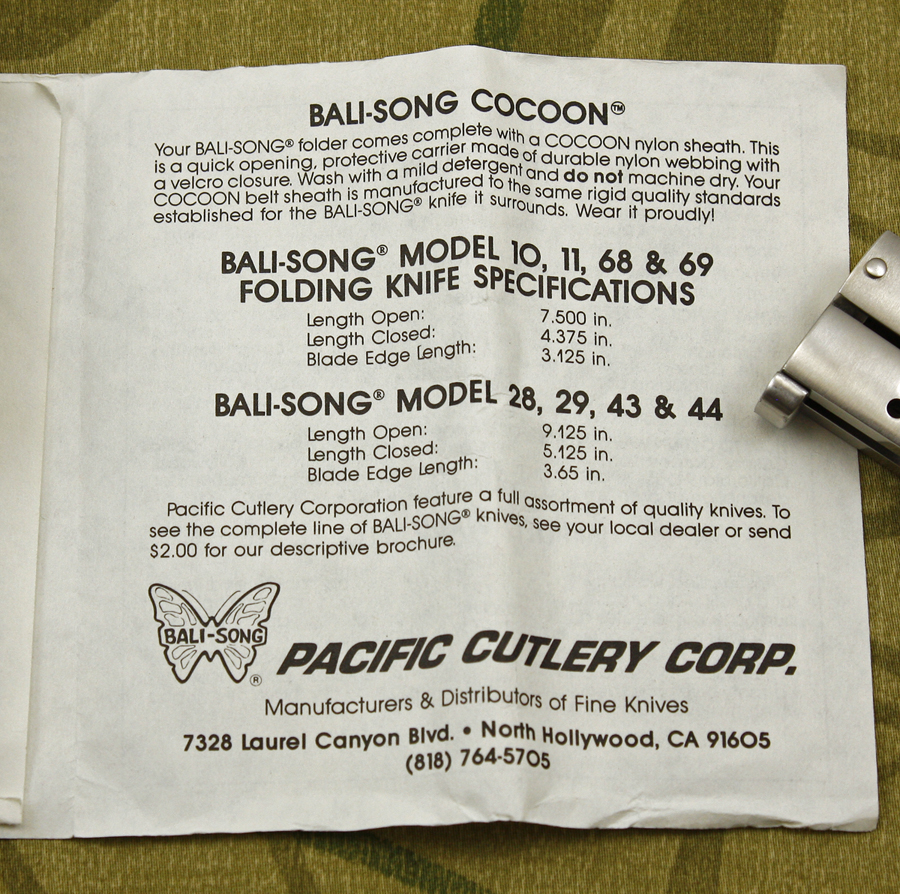 BALI-SONG COCOON™
Your BALI-SONG® folder comes complete with a COCOON nylon sheath. This
is a quick opening, protective carrier made of durable nylon webbing with
a velcro closure. Wash with a mild detergent and do not machine dry. Your
COCOON belt sheath is manufactured to the same rigid quality standards
established for the BALI-SONG® knife it surrounds. Wear it proudly!
BALI-SONG® MODEL 10, 11, 68 & 69
FOLDING KNIFE SPECIFICATIONS
Length Open: 7.500 in.
Length Closed: 4.375 in.
Blade Edge Length: 3.125 in.
BALI-SONG® MODEL 28, 29, 43 & 44
Length Open: 9.125 in.
Length Closed: 5.125 in.
Blade Edge Length: 3.65 in.
Pacific Cutlery Corporation feature a full assortment of quality knives. To
see the complete line of BALI-SONG® knives, see your local dealer or send
$2.00 for our descriptive brochure.
BALI-SONG ®
PACIFIC CUTLERY CORP.
Manufacturers & Distributors of Fine Knives
7328 Laurel Canyon Blvd. • North Hollywood, CA 91605
(818) 764-5705